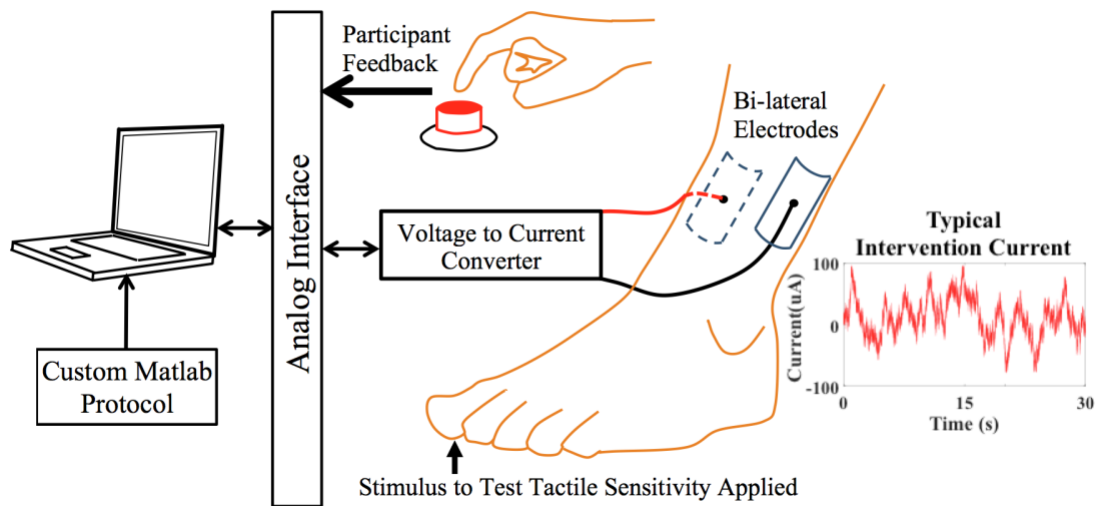 Participant
Feedback
Bi-lateral
Electrodes
Analog Interface
Voltage to Current
Converter
Custom Matlab
Protocol
Typical
Intervention Current
Current(uA)
100
0
-100
0
15
30
Time (s)
Stimulus to Test Tactile Sensitivity Applied